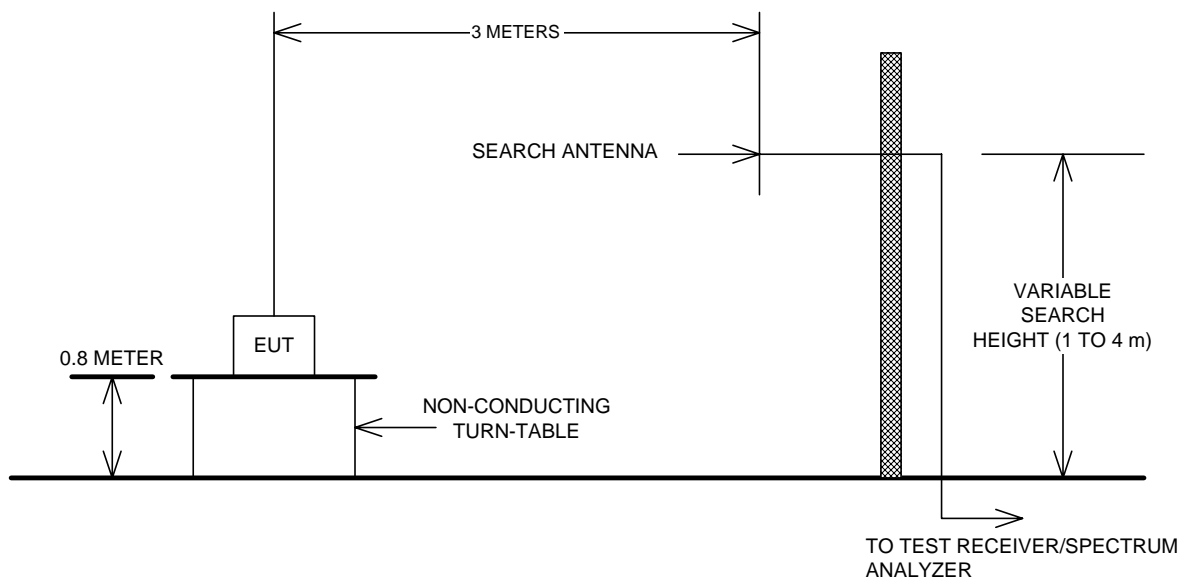 3 METERS
SEARCH ANTENNA
VARIABLE
SEARCH
HEIGHT (1 TO 4 m)
EUT
0.8 METER
NON-CONDUCTING
TURN-TABLE
TO TEST RECEIVER/SPECTRUM
ANALYZER